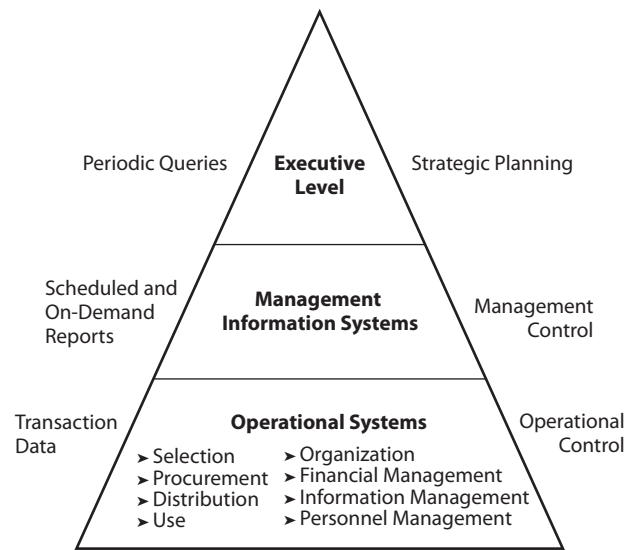 Periodic Queries
Executive
Level
Strategic Planning
Scheduled and
On-Demand
Reports
Management
Information Systems
Management
Control
Transaction
Data
Operational Systems
➤ Selection
➤ Procurement
➤ Distribution
➤ Use
➤ Organization
➤ Financial Management
➤ Information Management
➤ Personnel Management
Operational
Control